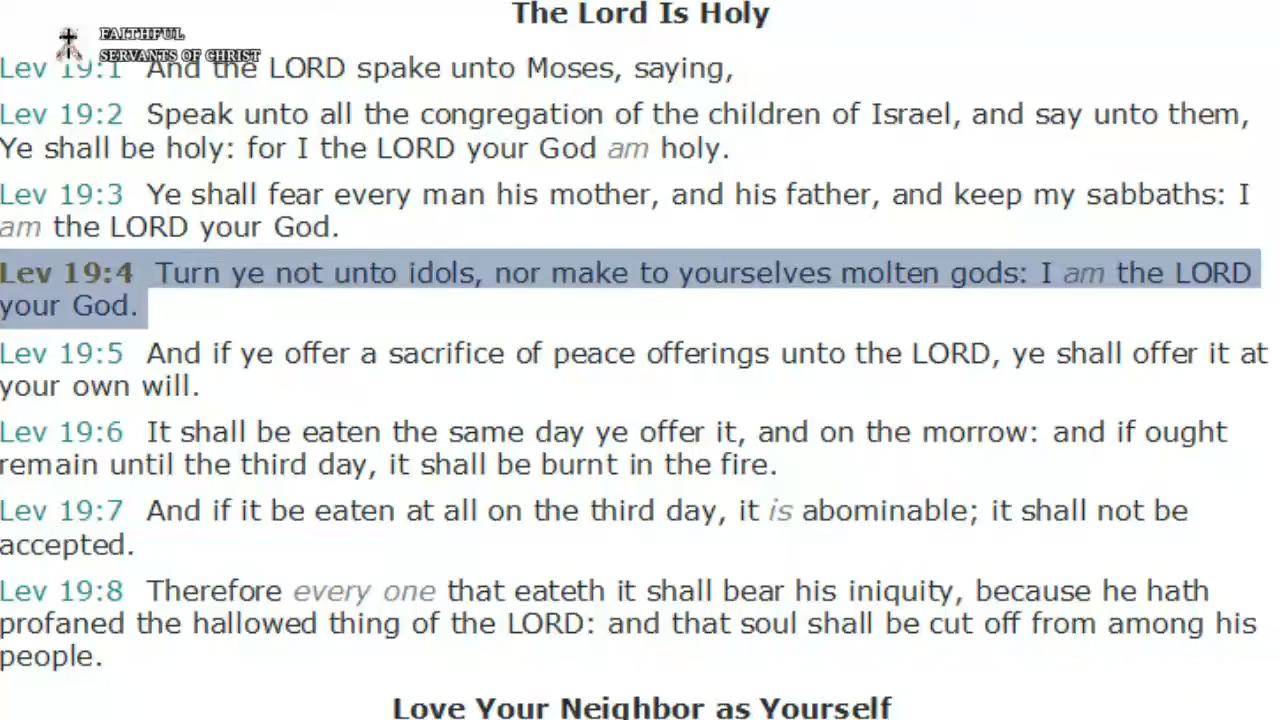 The Lord Is Holy
FAITHFUL
SERVANTS OF CHRIST
Lev 19:1 And the LORD spake unto Moses, saying,
Lev 19:2 Speak unto all the congregation of the children of Israel, and say unto them,
Ye shall be holy: for I the LORD your God am holy.
Lev 19:3 Ye shall fear every man his mother, and his father, and keep my sabbaths: I
am the LORD your God.
Lev 19:4 Turn ye not unto idols, nor make to yourselves molten gods: I am the LORD
your God.
Lev 19:5 And if ye offer a sacrifice of peace offerings unto the LORD, ye shall offer it at
your own will.
Lev 19:6 It shall be eaten the same day ye offer it, and on the morrow: and if ought
remain until the third day, it shall be burnt in the fire.
Lev 19:7 And if it be eaten at all on the third day, it is abominable; it shall not be
accepted.
Lev 19:8 Therefore every one that eateth it shall bear his iniquity, because he hath
profaned the hallowed thing of the LORD: and that soul shall be cut off from among his
people.
Love Your Neighbor as Yourself